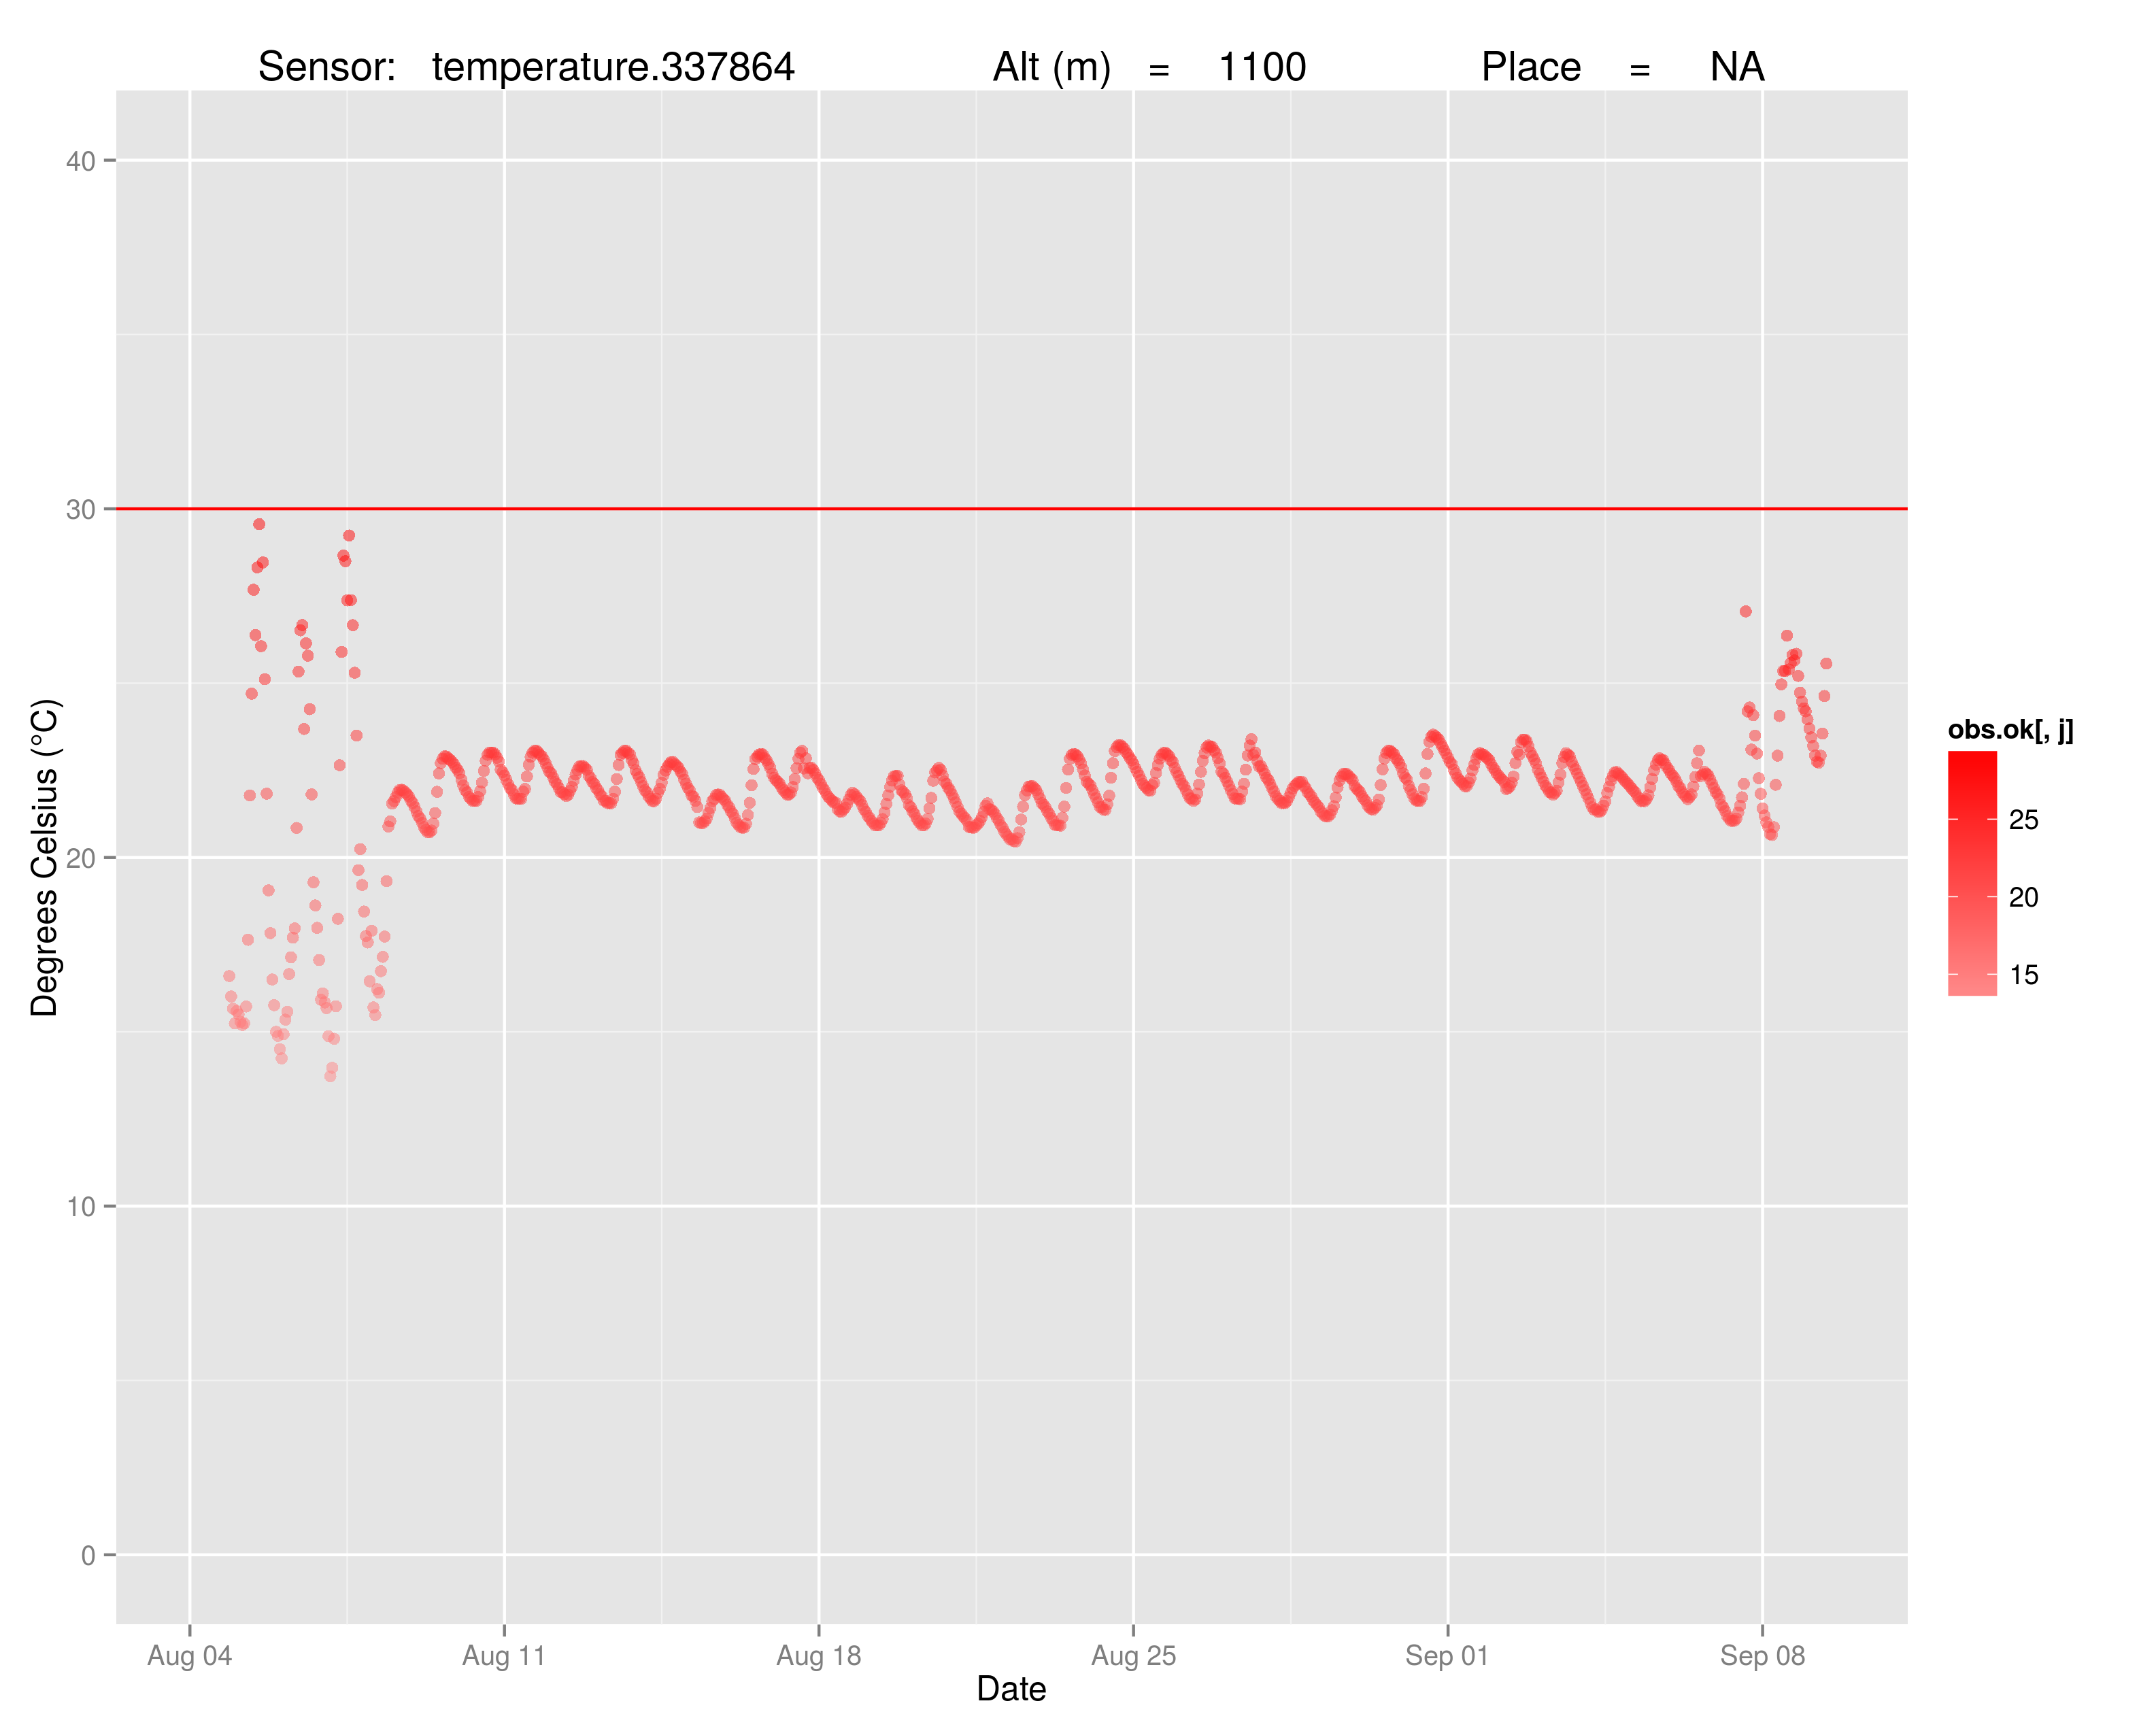 Sensor: temperature.337864 Alt (m) = 1100 Place = NA
Degrees Celsius (°C)
40
30
20
10
0
Aug 04 Aug 11 Aug 18 Aug 25 Sep 01 Sep 08
Date
obs.ok[, j]
25
20
15